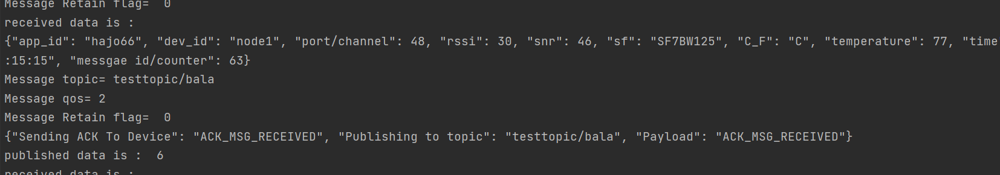 Message Retain flag=  0
received data is :
{"app_id": "hajo66", "dev_id": "node1", "port/channel": 48, "rssi": 30, "snr": 46, "sf": "SF7BW125", "C_F": "C", "temperature": 77, "time
:15:15", "messgae id/counter": 63}
Message topic= testtopic/bala
Message qos= 2
Message Retain flag=  0
{"Sending ACK To Device": "ACK_MSG_RECEIVED", "Publishing to topic": "testtopic/bala", "Payload": "ACK_MSG_RECEIVED"}
published data is :  6
received data is :